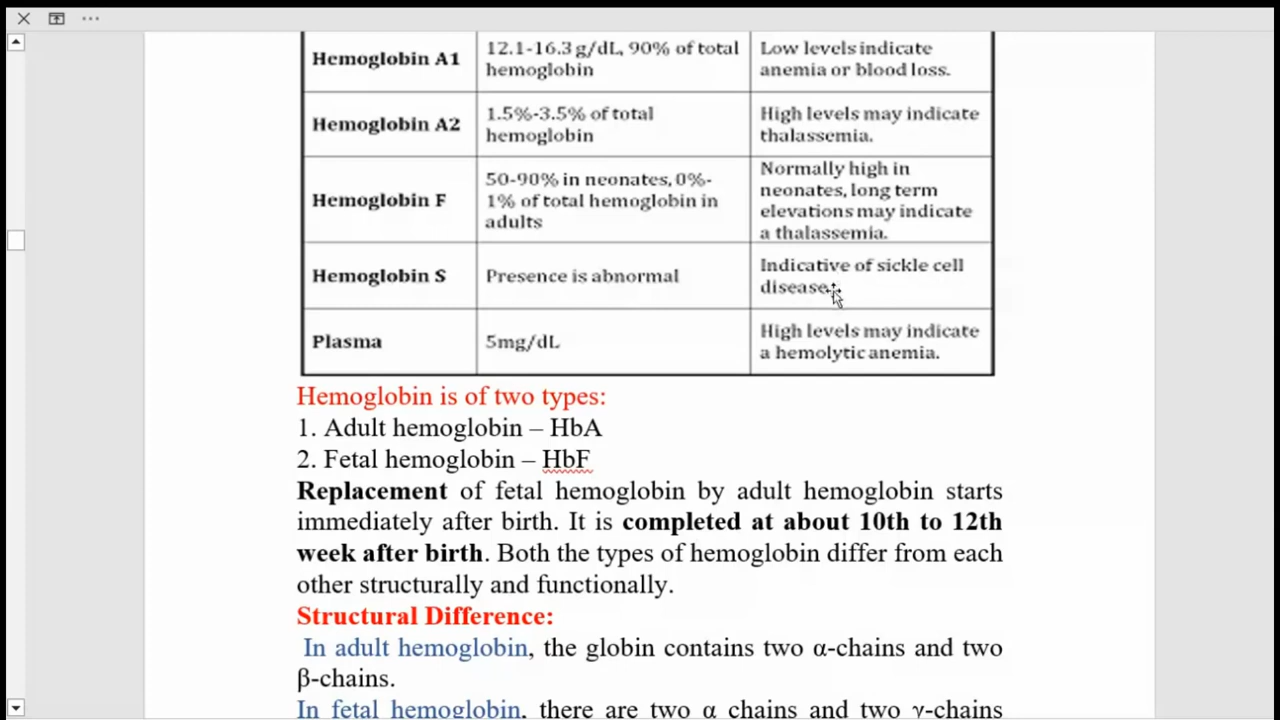 Hemoglobin A1
12.1-16.3 g/dL, 90% of total
hemoglobin
Low levels indicate
anemia or blood loss.
Hemoglobin A2
1.5%-3.5% of total
hemoglobin
High levels may indicate
thalassemia.
Hemoglobin F
50-90% in neonates, 0%-
1% of total hemoglobin in
adults
Normally high in
neonates, long term
elevations may indicate
a thalassemia.
Hemoglobin S
Presence is abnormal
Indicative of sickle cell
disease.
Plasma
5mg/dL
High levels may indicate
a hemolytic anemia.
Hemoglobin is of two types:
1. Adult hemoglobin – HbA
2. Fetal hemoglobin – HbF
Replacement of fetal hemoglobin by adult hemoglobin starts
immediately after birth. It is completed at about 10th to 12th
week after birth. Both the types of hemoglobin differ from each
other structurally and functionally.
Structural Difference:
In adult hemoglobin, the globin contains two α-chains and two
β-chains.
In fetal hemoglobin, there are two α chains and two γ-chains